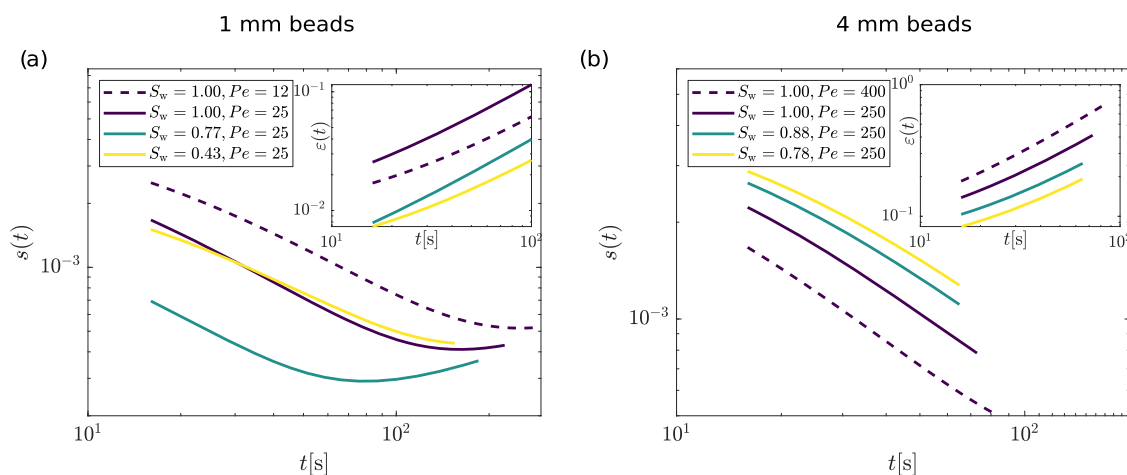 1 mm beads
4 mm beads
(a)
(b)
S_w = 1.00, Pe = 12
S_w = 1.00, Pe = 25
S_w = 0.77, Pe = 25
S_w = 0.43, Pe = 25
10^-1
ε(t)
10^-2
10^1
t[s]
10^2
s(t)
10^-3
10^1
10^2
t[s]
S_w = 1.00, Pe = 400
S_w = 1.00, Pe = 250
S_w = 0.88, Pe = 250
S_w = 0.78, Pe = 250
10^0
ε(t)
10^-1
10^1
t[s]
10^2
s(t)
10^-3
10^1
10^2
t[s]